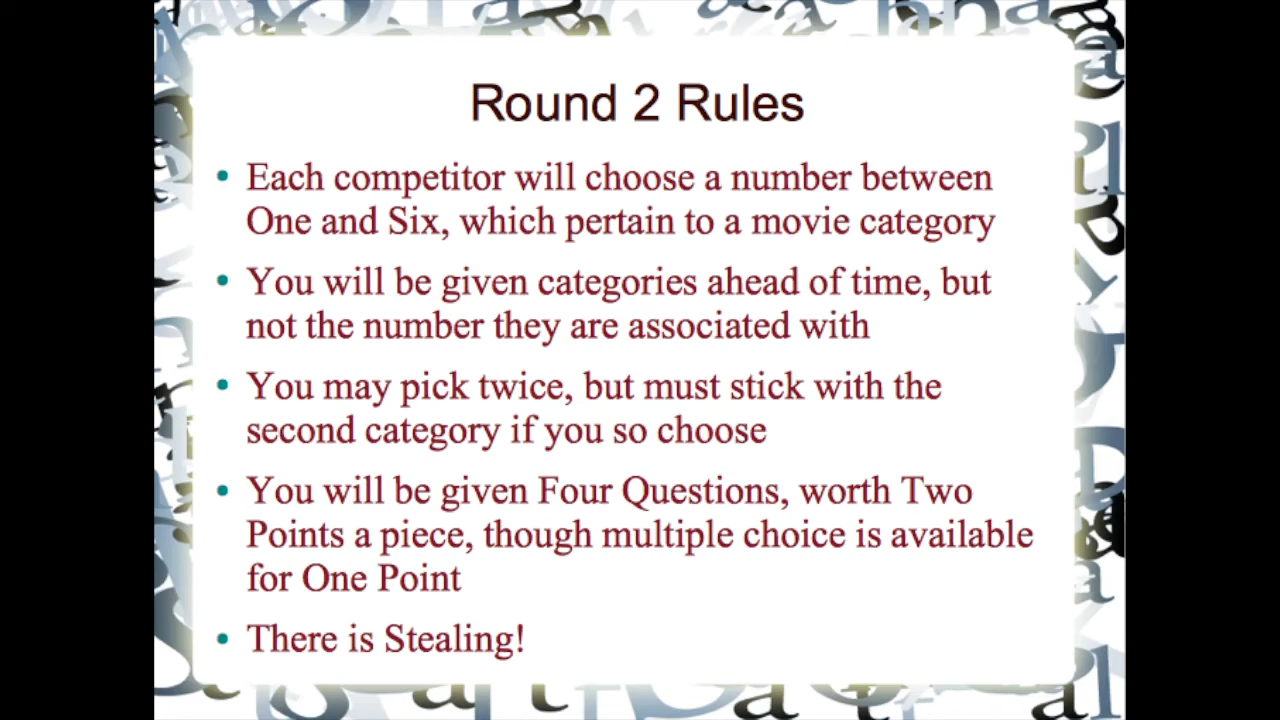 Round 2 Rules
• Each competitor will choose a number between
One and Six, which pertain to a movie category
• You will be given categories ahead of time, but
not the number they are associated with
• You may pick twice, but must stick with the
second category if you so choose
• You will be given Four Questions, worth Two
Points a piece, though multiple choice is available
for One Point
• There is Stealing!